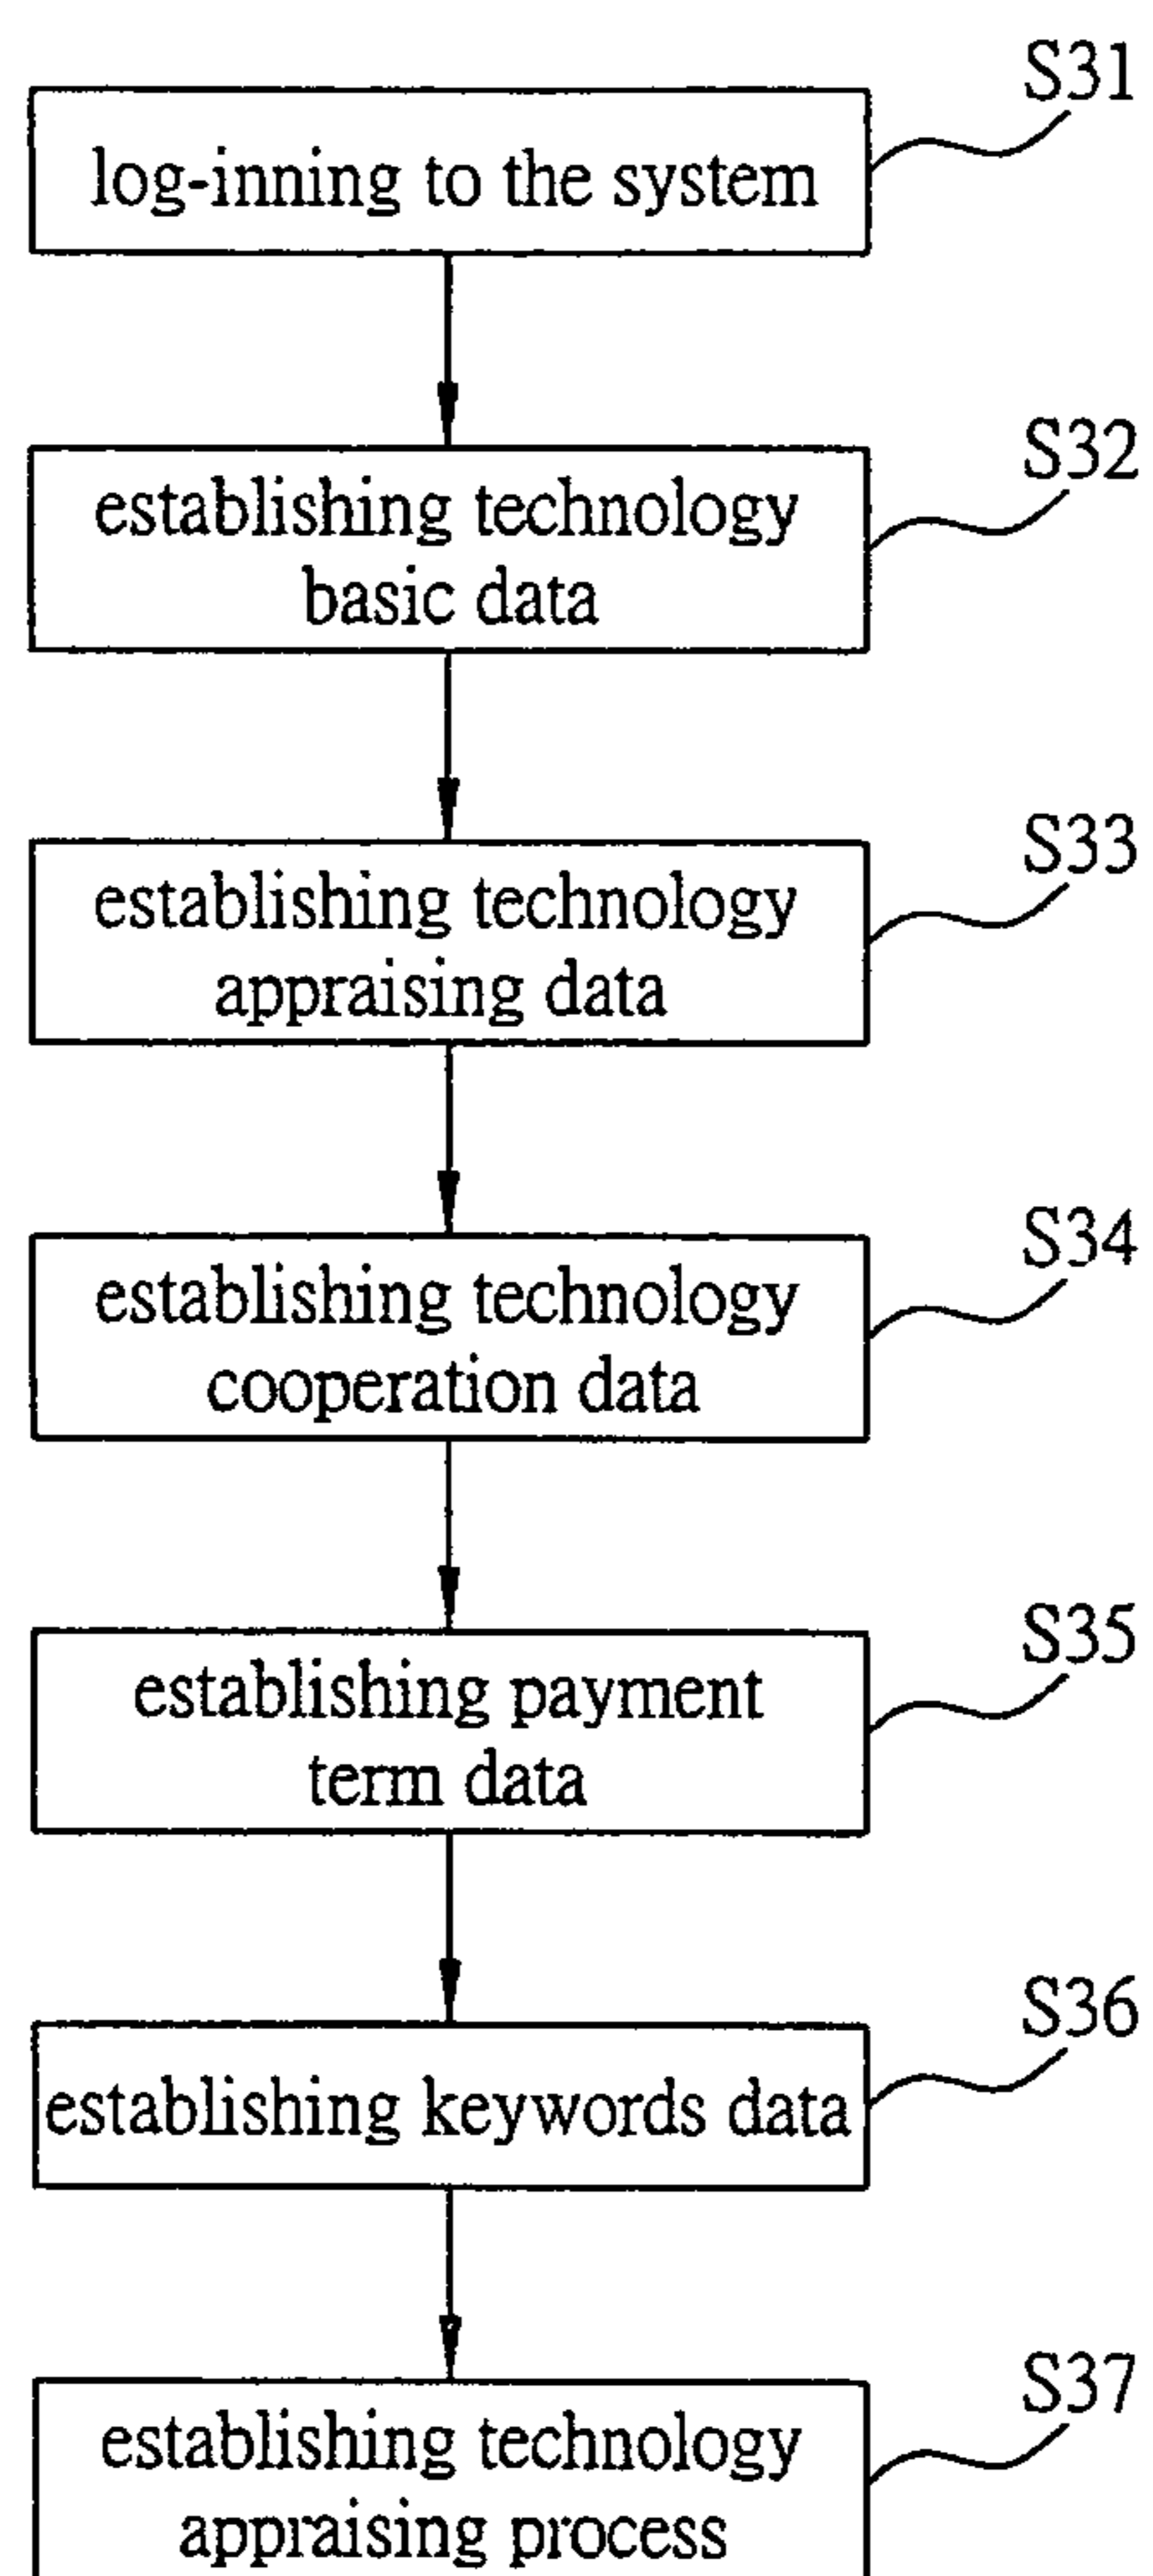 S31
log-inning to the system
S32
establishing technology
basic data
S33
establishing technology
appraising data
S34
establishing technology
cooperation data
S35
establishing payment
term data
S36
establishing keywords data
S37
establishing technology
appraising process